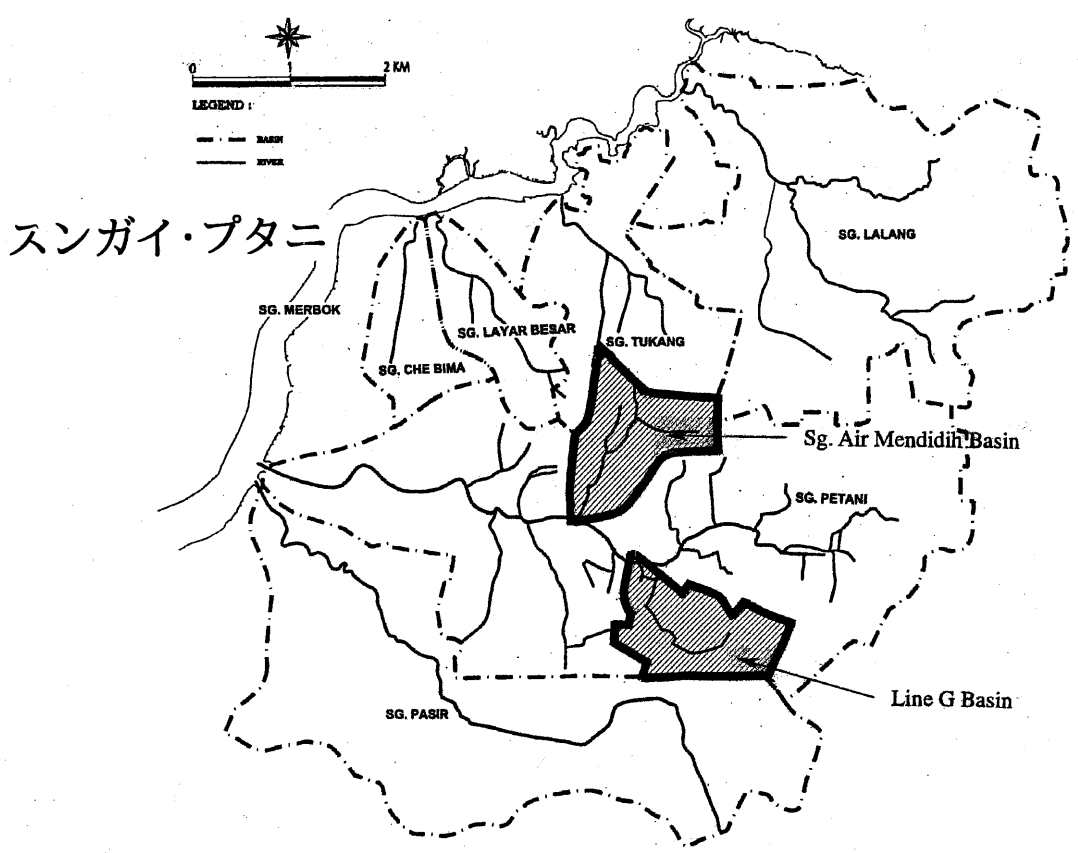 0 2 KM
LEGEND :
BASIN
RIVER
スンガイ・プタニ
SG. LALANG
SG. MERBOK
SG. LAYAR BESAR
SG. TUKANG
SG. CHE BIMA
Sg. Air Mendidih Basin
SG. PETANI
Line G Basin
SG. PASIR